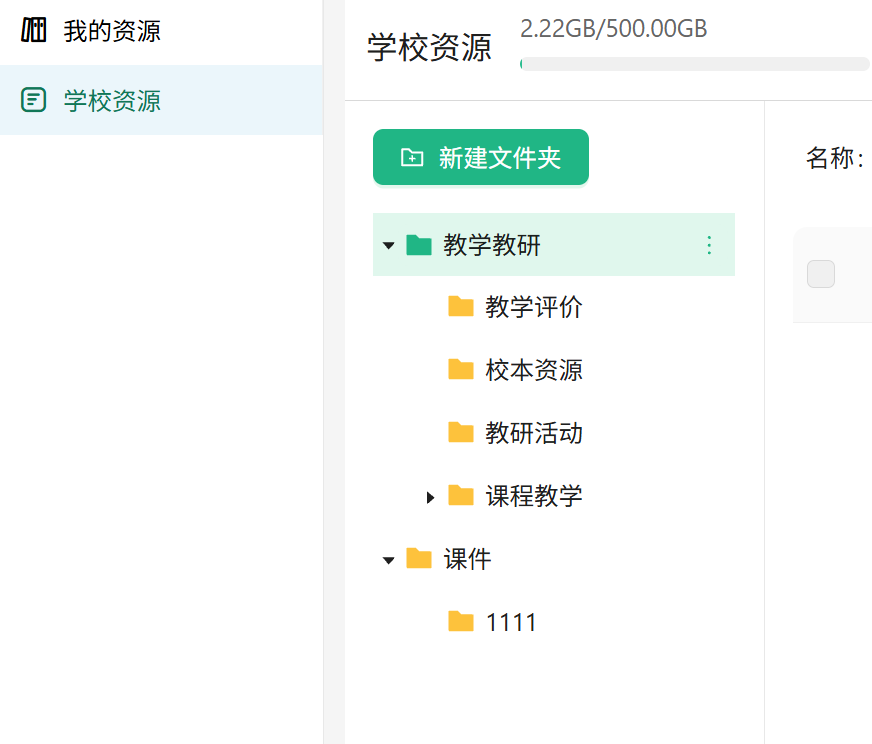 我的资源
学校资源
学校资源
2.22GB/500.00GB
新建文件夹
名称:
教学教研
教学评价
校本资源
教研活动
课程教学
课件
1111